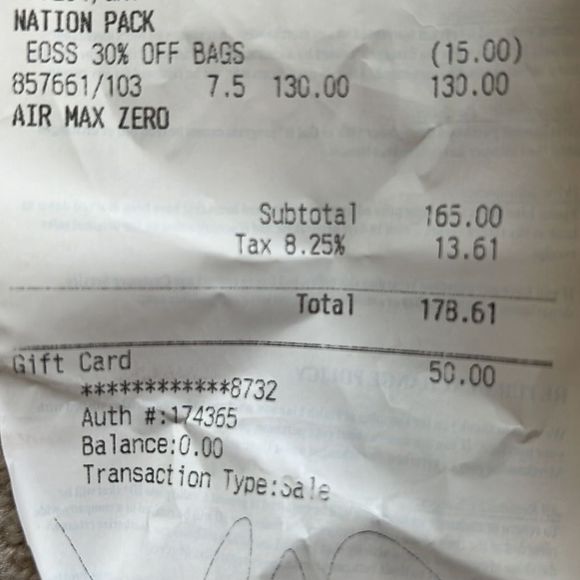 NATION PACK
EOSS 30% OFF BAGS (15.00)
857661/103 7.5 130.00 130.00
AIR MAX ZERO
Subtotal 165.00
Tax 8.25% 13.61
Total 178.61
Gift Card 50.00
************8732
Auth #:174365
Balance:0.00
Transaction Type:Sale